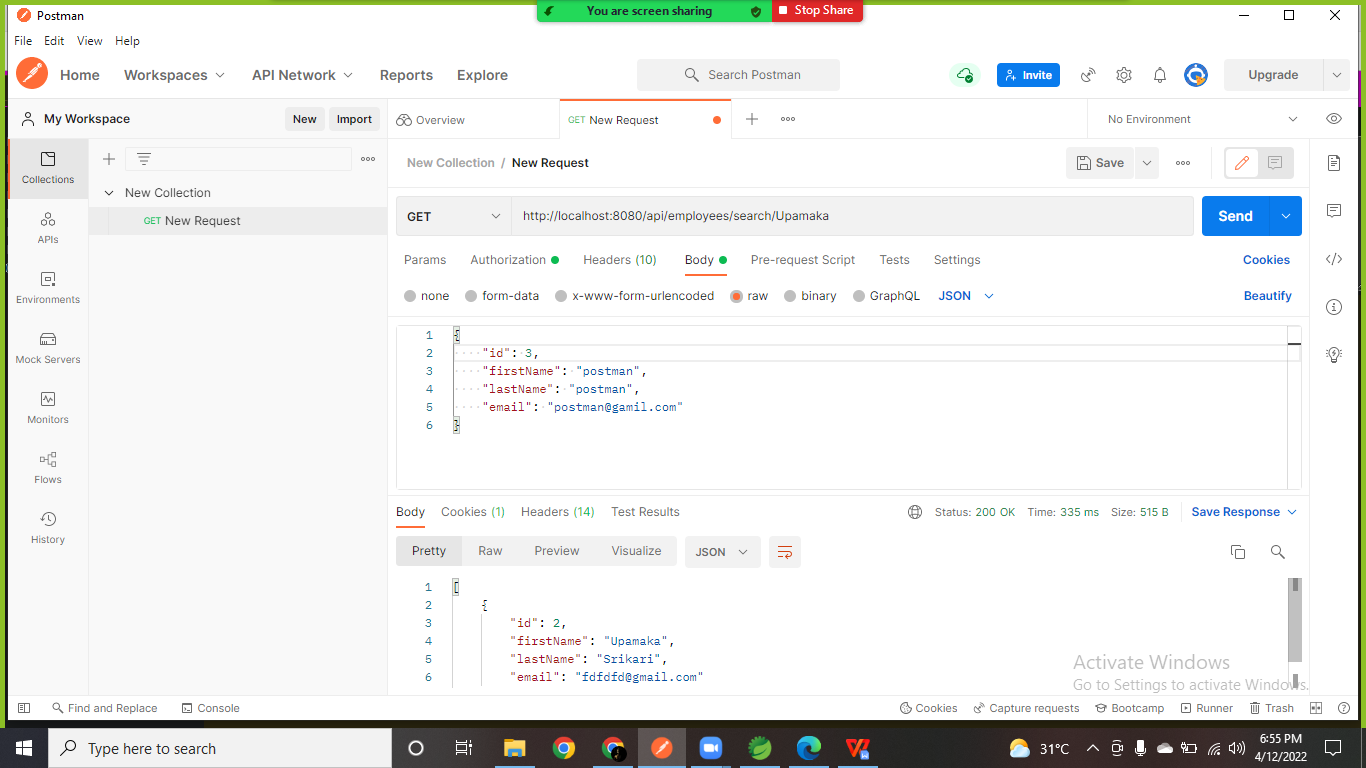 Postman
You are screen sharing
Stop Share
File Edit View Help
Home Workspaces API Network Reports Explore
Search Postman
Invite
Upgrade
My Workspace New Import
Overview
GET New Request
No Environment
Collections
New Collection
GET New Request
APIs
Environments
Mock Servers
Monitors
Flows
History
New Collection / New Request
Save
GET http://localhost:8080/api/employees/search/Upamaka Send
Params Authorization Headers (10) Body Pre-request Script Tests Settings Cookies
none form-data x-www-form-urlencoded raw binary GraphQL JSON Beautify
1 {
2 "id": 3,
3 "firstName": "postman",
4 "lastName": "postman",
5 "email": "postman@gamil.com"
6 }
Body Cookies (1) Headers (14) Test Results Status: 200 OK Time: 335 ms Size: 515 B Save Response
Pretty Raw Preview Visualize JSON
1 [
2 {
3 "id": 2,
4 "firstName": "Upamaka",
5 "lastName": "Srikari",
6 "email": "fdfdfd@gmail.com"
Activate Windows
Go to Settings to activate Windows.
Find and Replace Console Cookies Capture requests Bootcamp Runner Trash
Type here to search
31°C
6:55 PM
4/12/2022